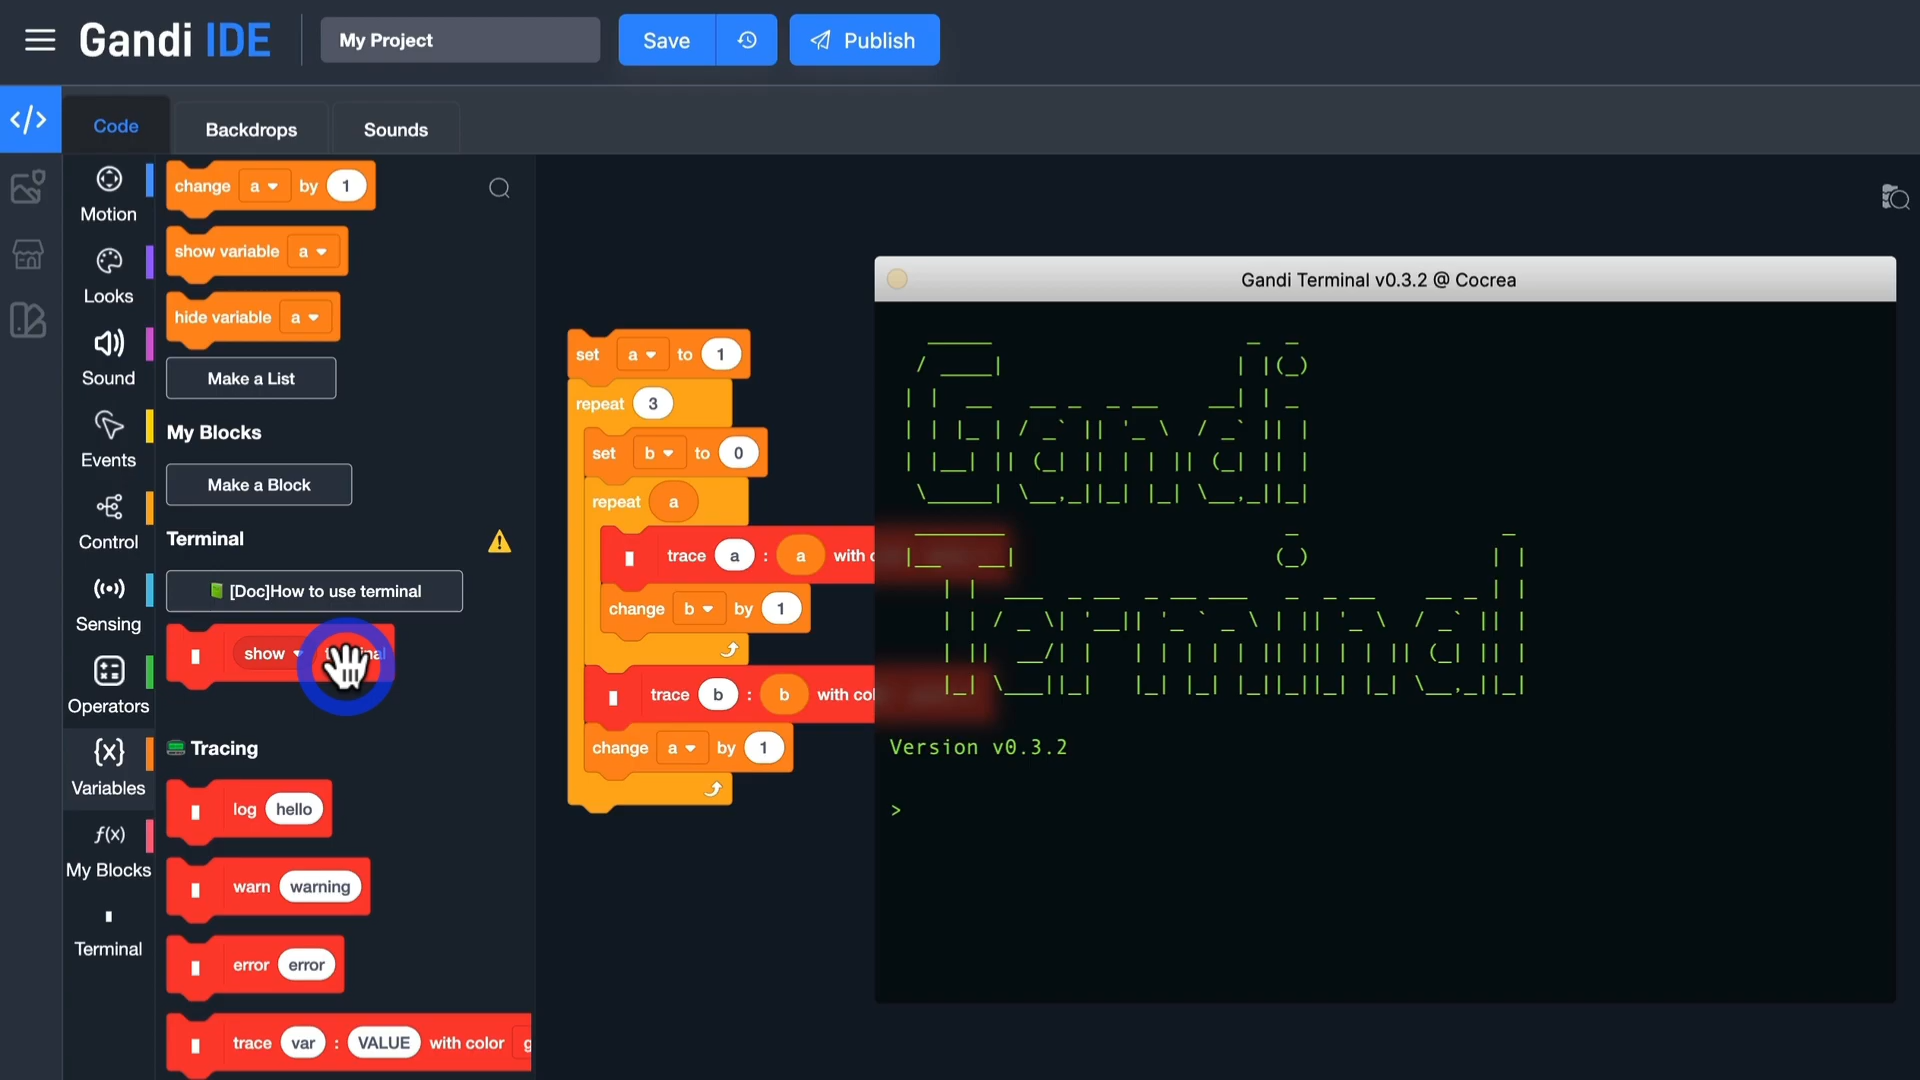 Gandi IDE
My Project
Save
Publish
Code
Backdrops
Sounds
Motion
Looks
Sound
Events
Control
Sensing
Operators
Variables
My Blocks
Terminal
change a by 1
show variable a
hide variable a
Make a List
My Blocks
Make a Block
Terminal
[Doc]How to use terminal
show
Tracing
log hello
warn warning
error error
trace var : VALUE with color g
set a to 1
repeat 3
set b to 0
repeat a
trace a : a with c
change b by 1
trace b : b with col
change a by 1
Gandi Terminal v0.3.2 @ Cocrea
Gandi
Terminal
Version v0.3.2
>